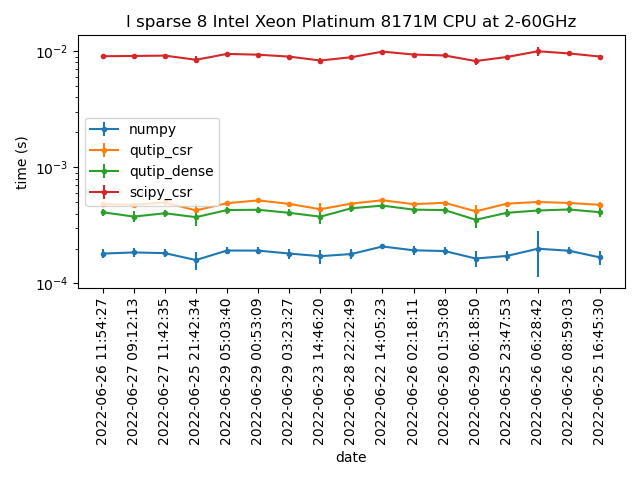 I sparse 8 Intel Xeon Platinum 8171M CPU at 2-60GHz
time (s)
10⁻²
10⁻³
10⁻⁴
numpy
qutip_csr
qutip_dense
scipy_csr
2022-06-26 11:54:27
2022-06-27 09:12:13
2022-06-27 11:42:35
2022-06-25 21:42:34
2022-06-29 05:03:40
2022-06-29 00:53:09
2022-06-29 03:23:27
2022-06-23 14:46:20
2022-06-28 22:22:49
2022-06-22 14:05:23
2022-06-26 02:18:11
2022-06-26 01:53:08
2022-06-29 06:18:50
2022-06-25 23:47:53
2022-06-26 06:28:42
2022-06-26 08:59:03
2022-06-25 16:45:30
date